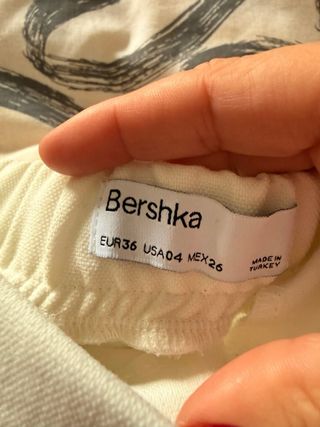 Bershka
EUR36 USA04 MEX26
MADE IN
TURKEY